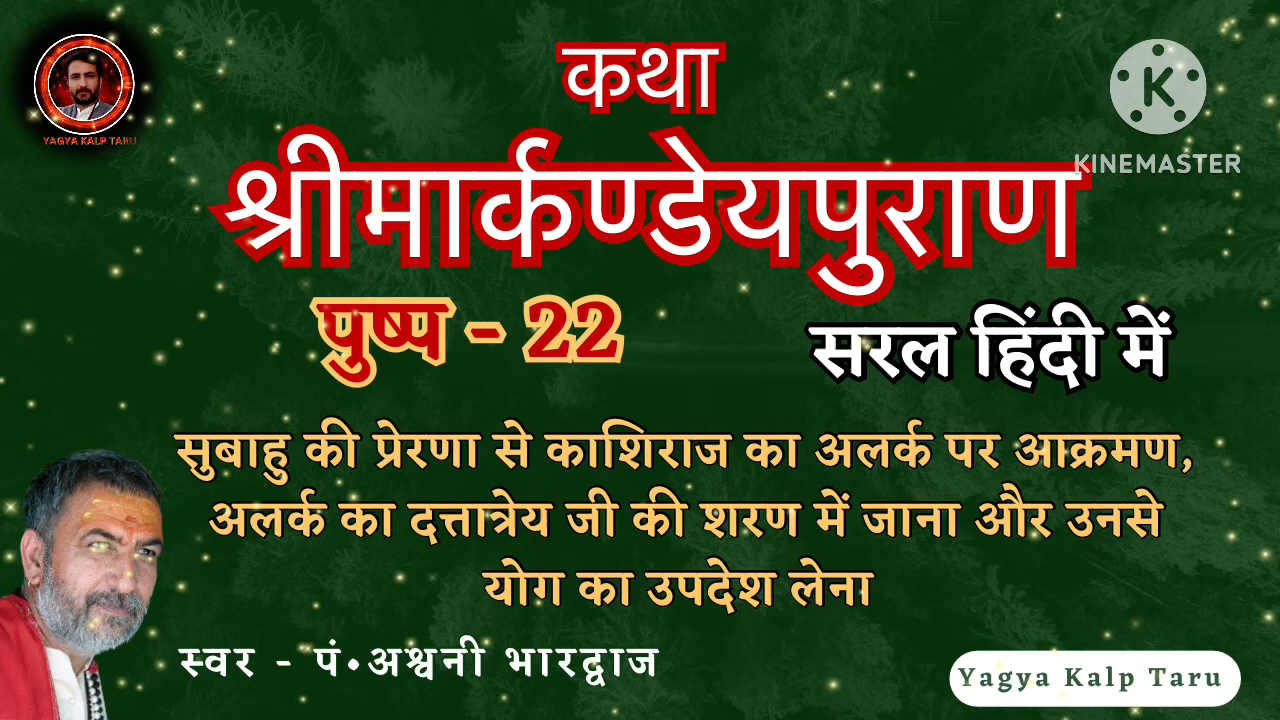 कथा
YAGYA KALP TARU
K
KINEMASTER
श्रीमार्कण्डेयपुराण
पुष्प - 22
सरल हिंदी में
सुबाहु की प्रेरणा से काशिराज का अलर्क पर आक्रमण,
अलर्क का दत्तात्रेय जी की शरण में जाना और उनसे
योग का उपदेश लेना
स्वर - पं•अश्वनी भारद्वाज
Yagya Kalp Taru